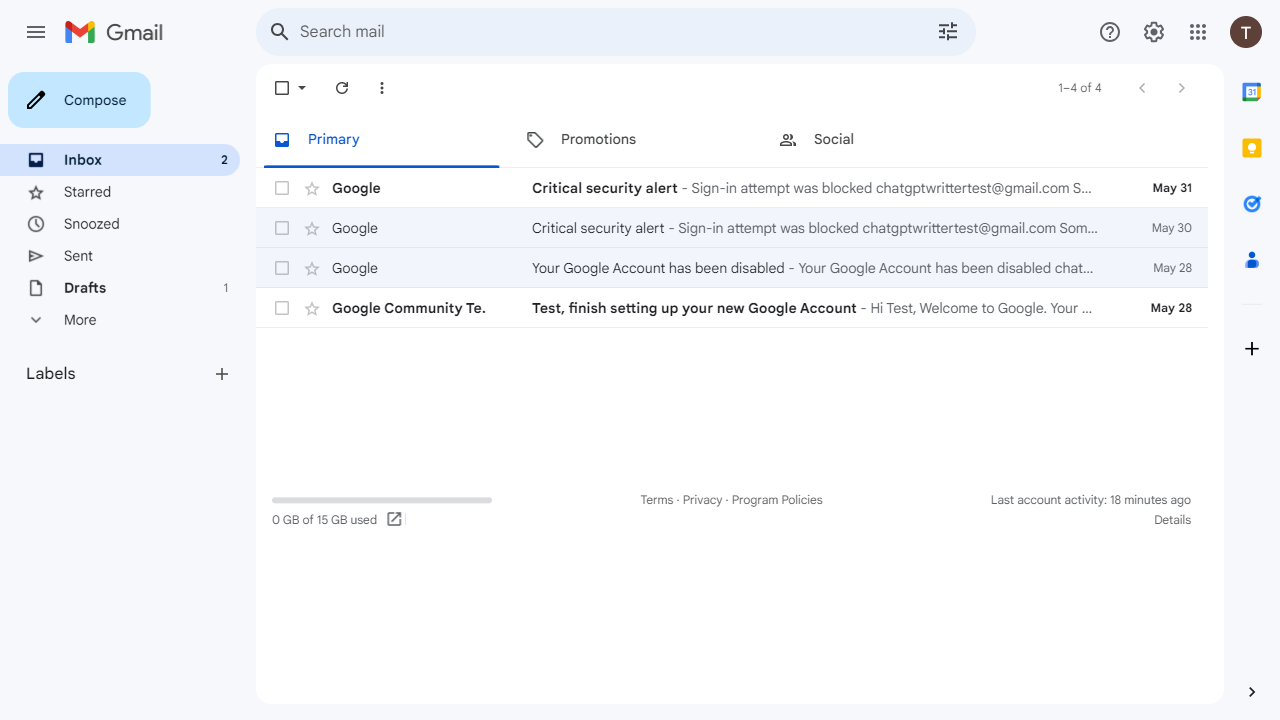 Gmail
Search mail
T
Compose
1–4 of 4
Primary
Promotions
Social
Inbox 2
Starred
Snoozed
Sent
Drafts 1
More
Labels
Google Critical security alert - Sign-in attempt was blocked chatgptwrittertest@gmail.com S... May 31
Google Critical security alert - Sign-in attempt was blocked chatgptwrittertest@gmail.com Som... May 30
Google Your Google Account has been disabled - Your Google Account has been disabled chat... May 28
Google Community Te. Test, finish setting up your new Google Account - Hi Test, Welcome to Google. Your ... May 28
0 GB of 15 GB used
Terms · Privacy · Program Policies
Last account activity: 18 minutes ago
Details
31